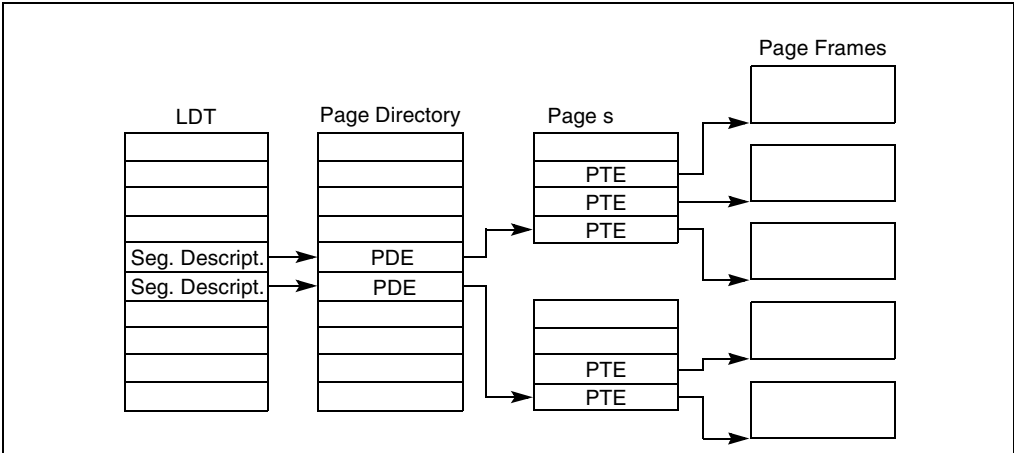 Page Frames
LDT
Page Directory
Page s
PTE
PTE
PTE
Seg. Descript.
PDE
Seg. Descript.
PDE
PTE
PTE